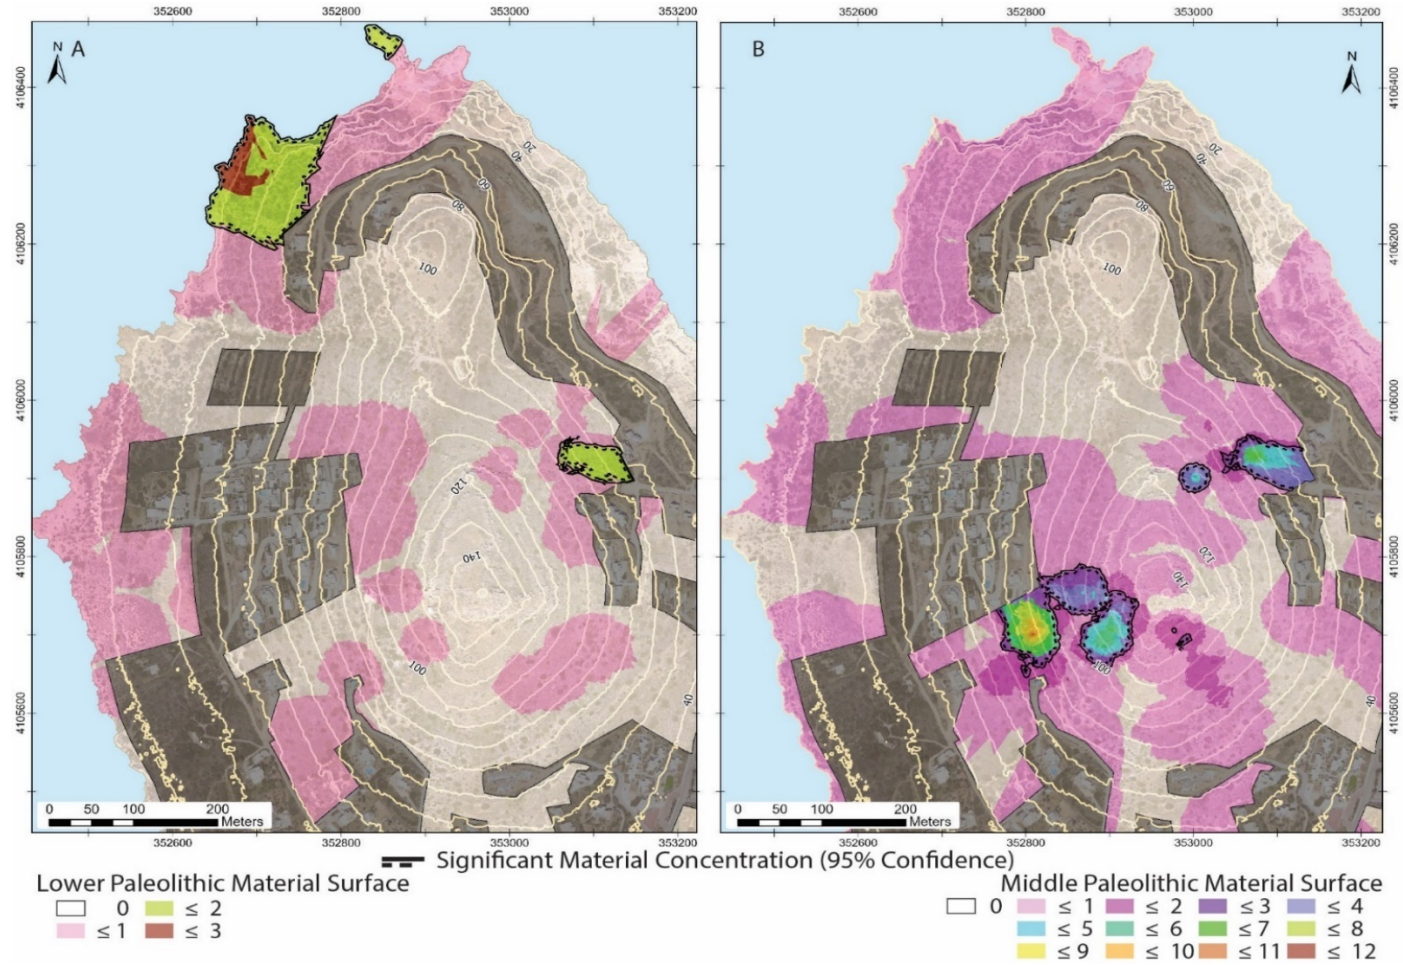 352600 352800 353000 353200 352600 352800 353000 353200
N A B N
4106400 4106400
20
40
60
80
100
4106200 4106200
20
40
60
80
100
4106000 4106000
120
140
100
40
4105800 4105800
120
140
100
40
4105600 4105600
0 50 100 200
Meters
0 50 100 200
Meters
352600 352800 353000 353200 352600 352800 353000 353200
Significant Material Concentration (95% Confidence)
Lower Paleolithic Material Surface
0 ≤ 2
≤ 1 ≤ 3
Middle Paleolithic Material Surface
0 ≤ 1 ≤ 2 ≤ 3 ≤ 4
≤ 5 ≤ 6 ≤ 7 ≤ 8
≤ 9 ≤ 10 ≤ 11 ≤ 12